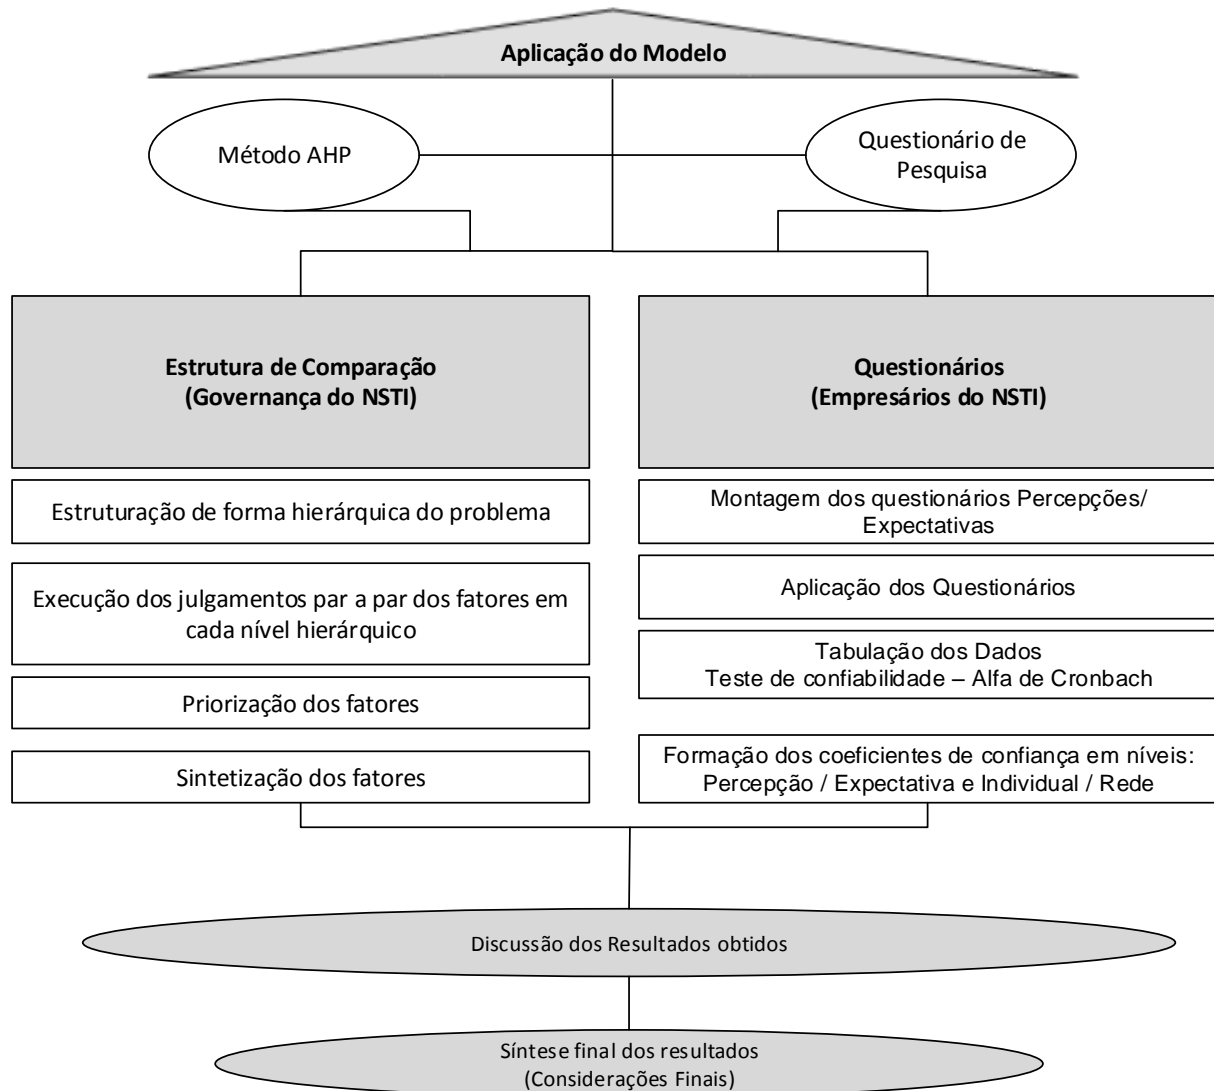 Aplicação do Modelo
Método AHP
Questionário de
Pesquisa
Estrutura de Comparação
(Governança do NSTI)
Estruturação de forma hierárquica do problema
Execução dos julgamentos par a par dos fatores em
cada nível hierárquico
Priorização dos fatores
Sintetização dos fatores
Questionários
(Empresários do NSTI)
Montagem dos questionários Percepções/
Expectativas
Aplicação dos Questionários
Tabulação dos Dados
Teste de confiabilidade – Alfa de Cronbach
Formação dos coeficientes de confiança em níveis:
Percepção / Expectativa e Individual / Rede
Discussão dos Resultados obtidos
Síntese final dos resultados
(Considerações Finais)